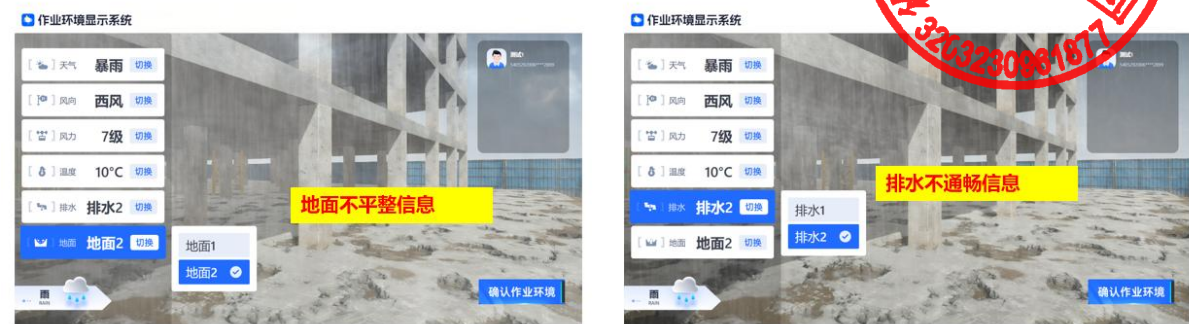 作业环境显示系统
天气 暴雨 切换
风向 西风 切换
风力 7级 切换
温度 10°C 切换
排水 排水2 切换
地面 地面2 切换
地面1
地面2
地面不平整信息
雨
RAIN
确认作业环境
作业环境显示系统
天气 暴雨 切换
风向 西风 切换
风力 7级 切换
温度 10°C 切换
排水 排水2 切换
地面 地面2 切换
排水1
排水2
排水不通畅信息
雨
RAIN
确认作业环境